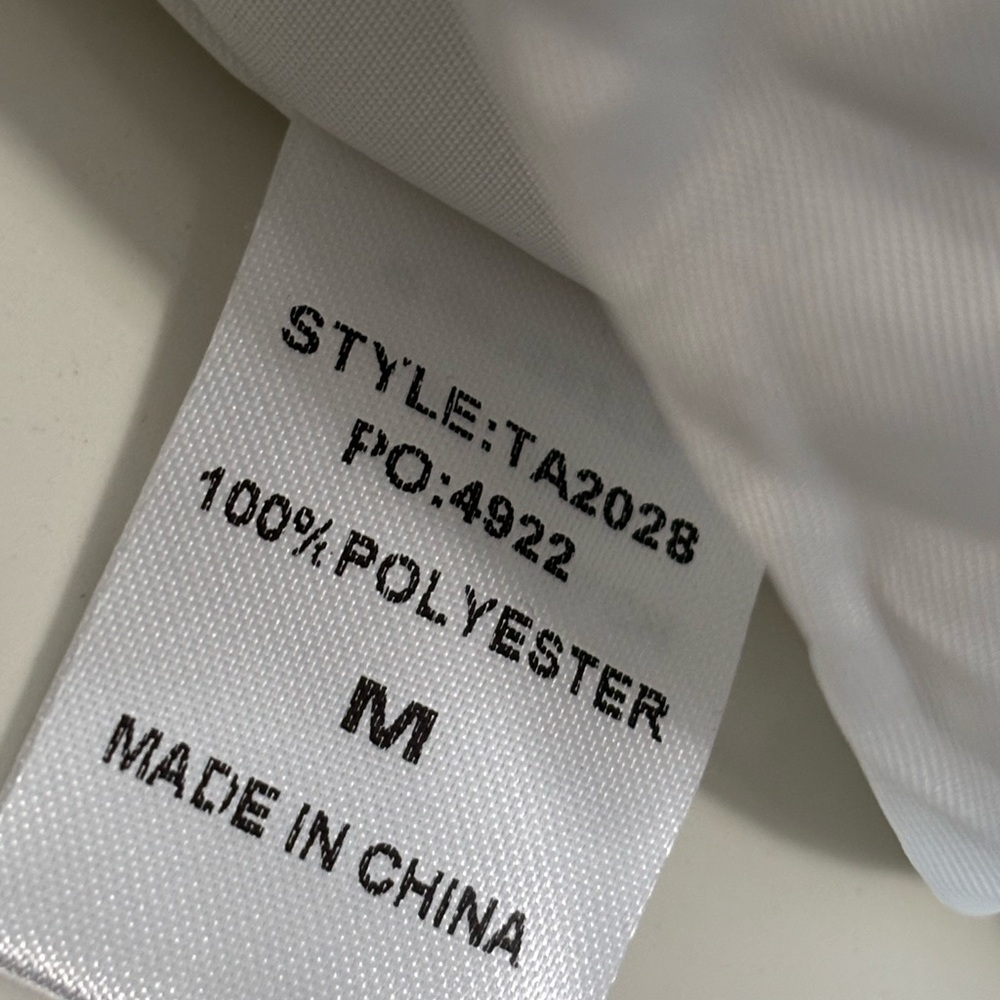 STYLE:TA2028
PO:4922
100%POLYESTER
M
MADE IN CHINA